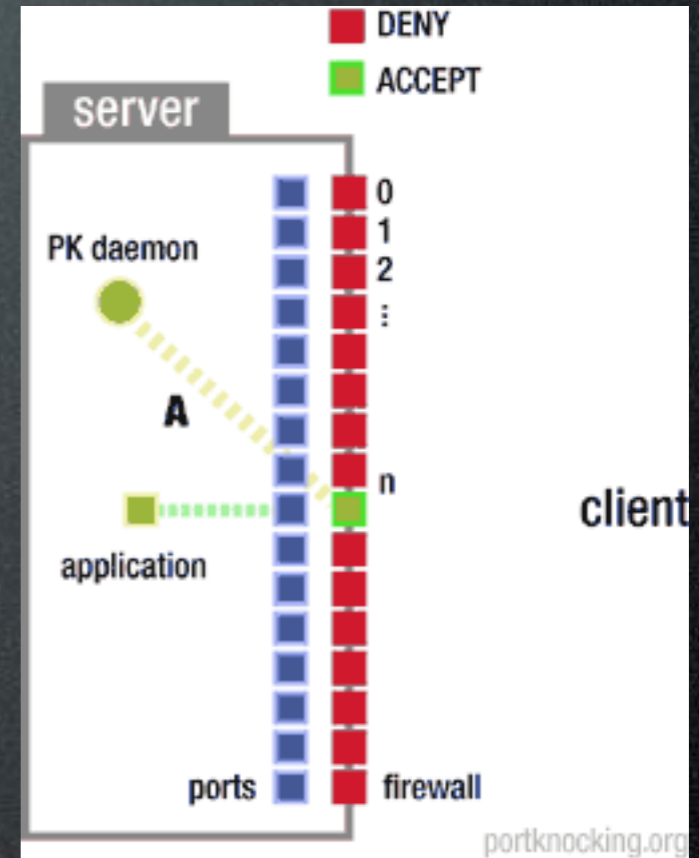 DENY
ACCEPT
server
0
1
PK daemon
2
...
A
n
client
application
ports
firewall
portknocking.org